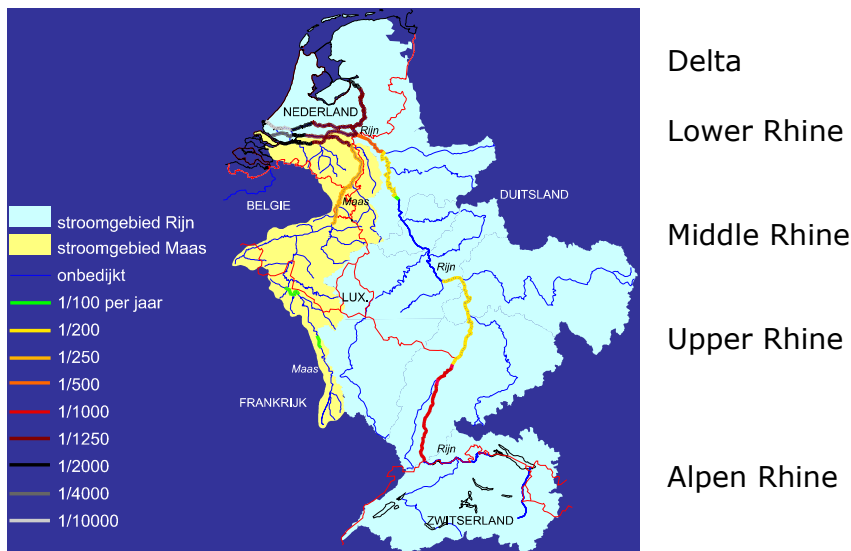 NEDERLAND
Rijn
BELGIE
Maas
DUITSLAND
Rijn
LUX.
Maas
FRANKRIJK
Rijn
ZWITSERLAND
stroomgebied Rijn
stroomgebied Maas
onbedijkt
1/100 per jaar
1/200
1/250
1/500
1/1000
1/1250
1/2000
1/4000
1/10000
Delta
Lower Rhine
Middle Rhine
Upper Rhine
Alpen Rhine